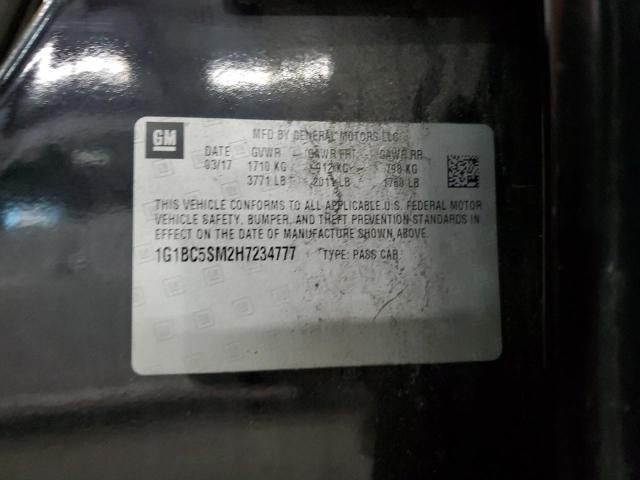 GM
MFD BY GENERAL MOTORS LLC
DATE GVWR GAWR FRT GAWR RR
03/17 1710 KG 912 KG 798 KG
3771 LB 2011 LB 1760 LB
THIS VEHICLE CONFORMS TO ALL APPLICABLE U.S. FEDERAL MOTOR
VEHICLE SAFETY, BUMPER, AND THEFT PREVENTION STANDARDS IN
EFFECT ON THE DATE OF MANUFACTURE SHOWN ABOVE.
1G1BC5SM2H7234777 TYPE: PASS CAR